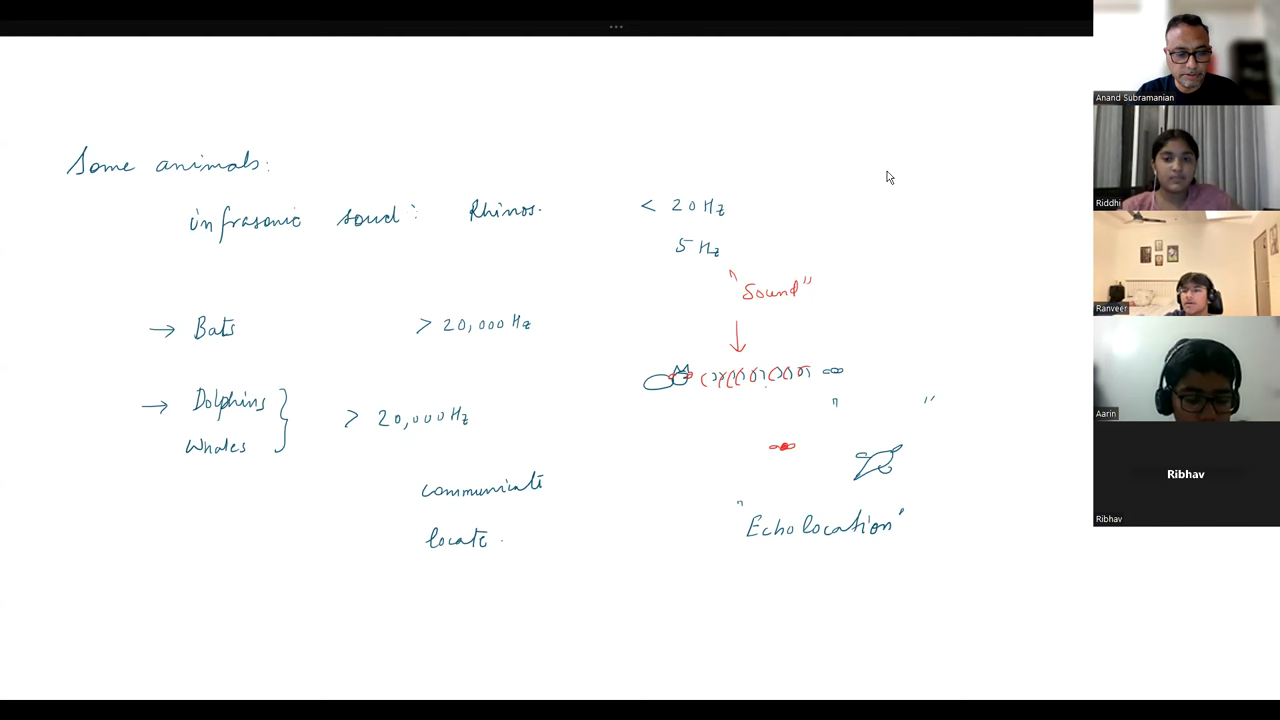 Some animals:
infrasonic sound: Rhinos. < 20 Hz
5 Hz
"Sound"
→ Bats > 20,000 Hz
→ Dolphins
Whales > 20,000 Hz
communicate
locate.
"Echolocation"
Anand Subramanian
Riddhi
Ranveer
Aarin
Ribhav
Ribhav